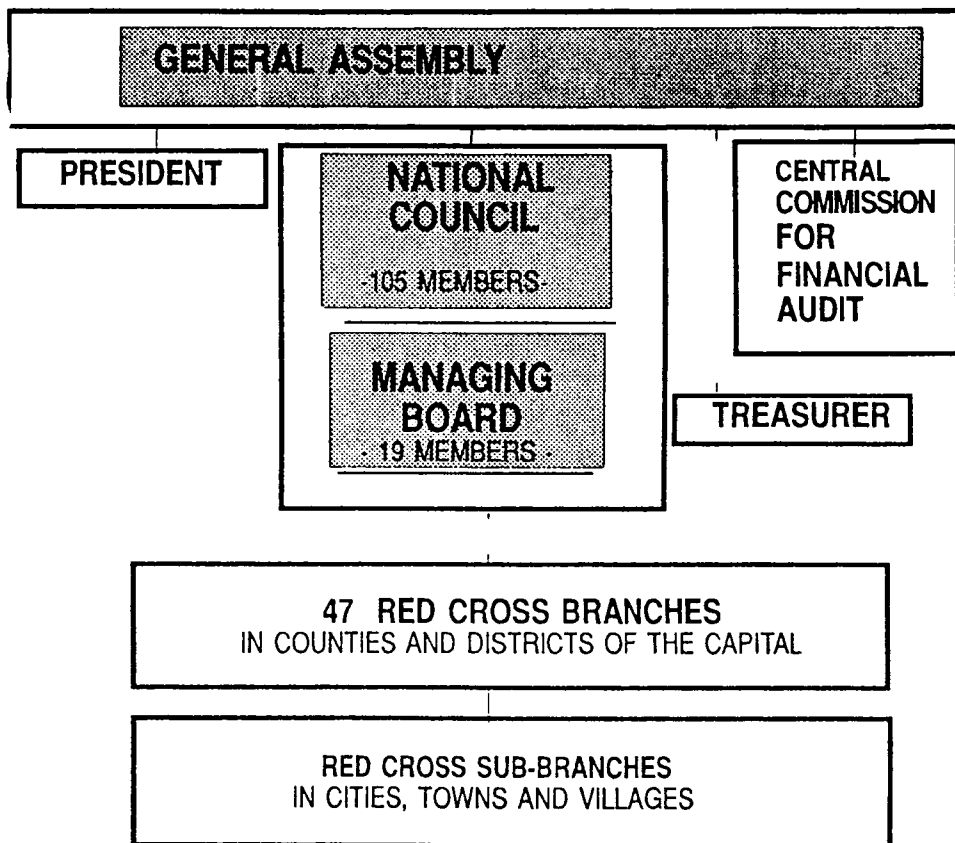 GENERAL ASSEMBLY
PRESIDENT
NATIONAL
COUNCIL
-105 MEMBERS-
MANAGING
BOARD
- 19 MEMBERS -
CENTRAL
COMMISSION
FOR
FINANCIAL
AUDIT
TREASURER
47 RED CROSS BRANCHES
IN COUNTIES AND DISTRICTS OF THE CAPITAL
RED CROSS SUB-BRANCHES
IN CITIES, TOWNS AND VILLAGES